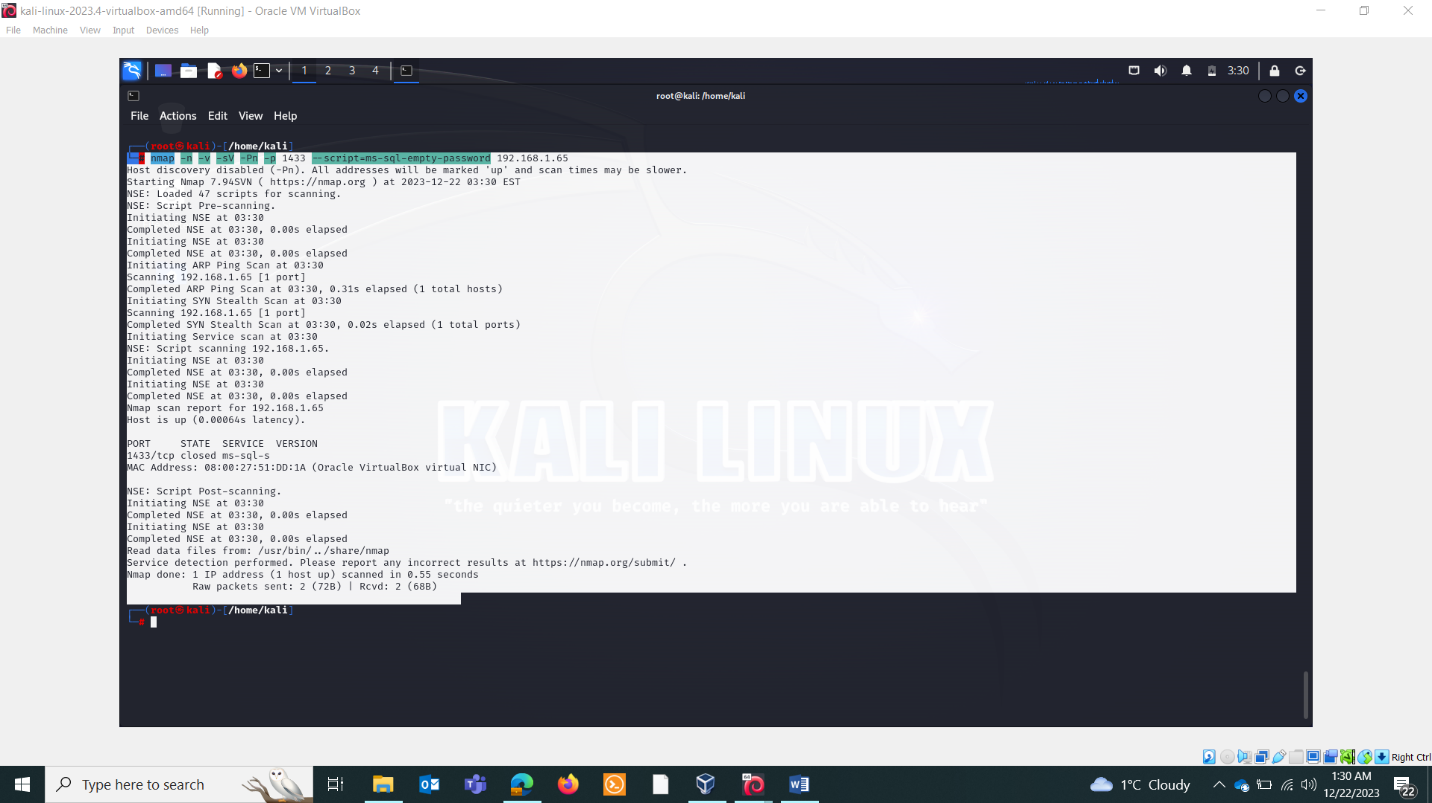 kali-linux-2023.4-virtualbox-amd64 [Running] - Oracle VM VirtualBox
File Machine View Input Devices Help
1 2 3 4
3:30
root@kali: /home/kali
File Actions Edit View Help
(root㉿kali)-[/home/kali]
# nmap -n -v -sV -Pn -p 1433 --script=ms-sql-empty-password 192.168.1.65
Host discovery disabled (-Pn). All addresses will be marked 'up' and scan times may be slower.
Starting Nmap 7.94SVN ( https://nmap.org ) at 2023-12-22 03:30 EST
NSE: Loaded 47 scripts for scanning.
NSE: Script Pre-scanning.
Initiating NSE at 03:30
Completed NSE at 03:30, 0.00s elapsed
Initiating NSE at 03:30
Completed NSE at 03:30, 0.00s elapsed
Initiating ARP Ping Scan at 03:30
Scanning 192.168.1.65 [1 port]
Completed ARP Ping Scan at 03:30, 0.31s elapsed (1 total hosts)
Initiating SYN Stealth Scan at 03:30
Scanning 192.168.1.65 [1 port]
Completed SYN Stealth Scan at 03:30, 0.02s elapsed (1 total ports)
Initiating Service scan at 03:30
NSE: Script scanning 192.168.1.65.
Initiating NSE at 03:30
Completed NSE at 03:30, 0.00s elapsed
Initiating NSE at 03:30
Completed NSE at 03:30, 0.00s elapsed
Nmap scan report for 192.168.1.65
Host is up (0.00064s latency).
PORT STATE SERVICE VERSION
1433/tcp closed ms-sql-s
MAC Address: 08:00:27:51:DD:1A (Oracle VirtualBox virtual NIC)
NSE: Script Post-scanning.
Initiating NSE at 03:30
Completed NSE at 03:30, 0.00s elapsed
Initiating NSE at 03:30
Completed NSE at 03:30, 0.00s elapsed
Read data files from: /usr/bin/../share/nmap
Service detection performed. Please report any incorrect results at https://nmap.org/submit/ .
Nmap done: 1 IP address (1 host up) scanned in 0.55 seconds
Raw packets sent: 2 (72B) | Rcvd: 2 (68B)
(root㉿kali)-[/home/kali]
#
KALI LINUX
"the quieter you become, the more you are able to hear"
Right Ctrl
Type here to search
1°C Cloudy
1:30 AM
12/22/2023
22